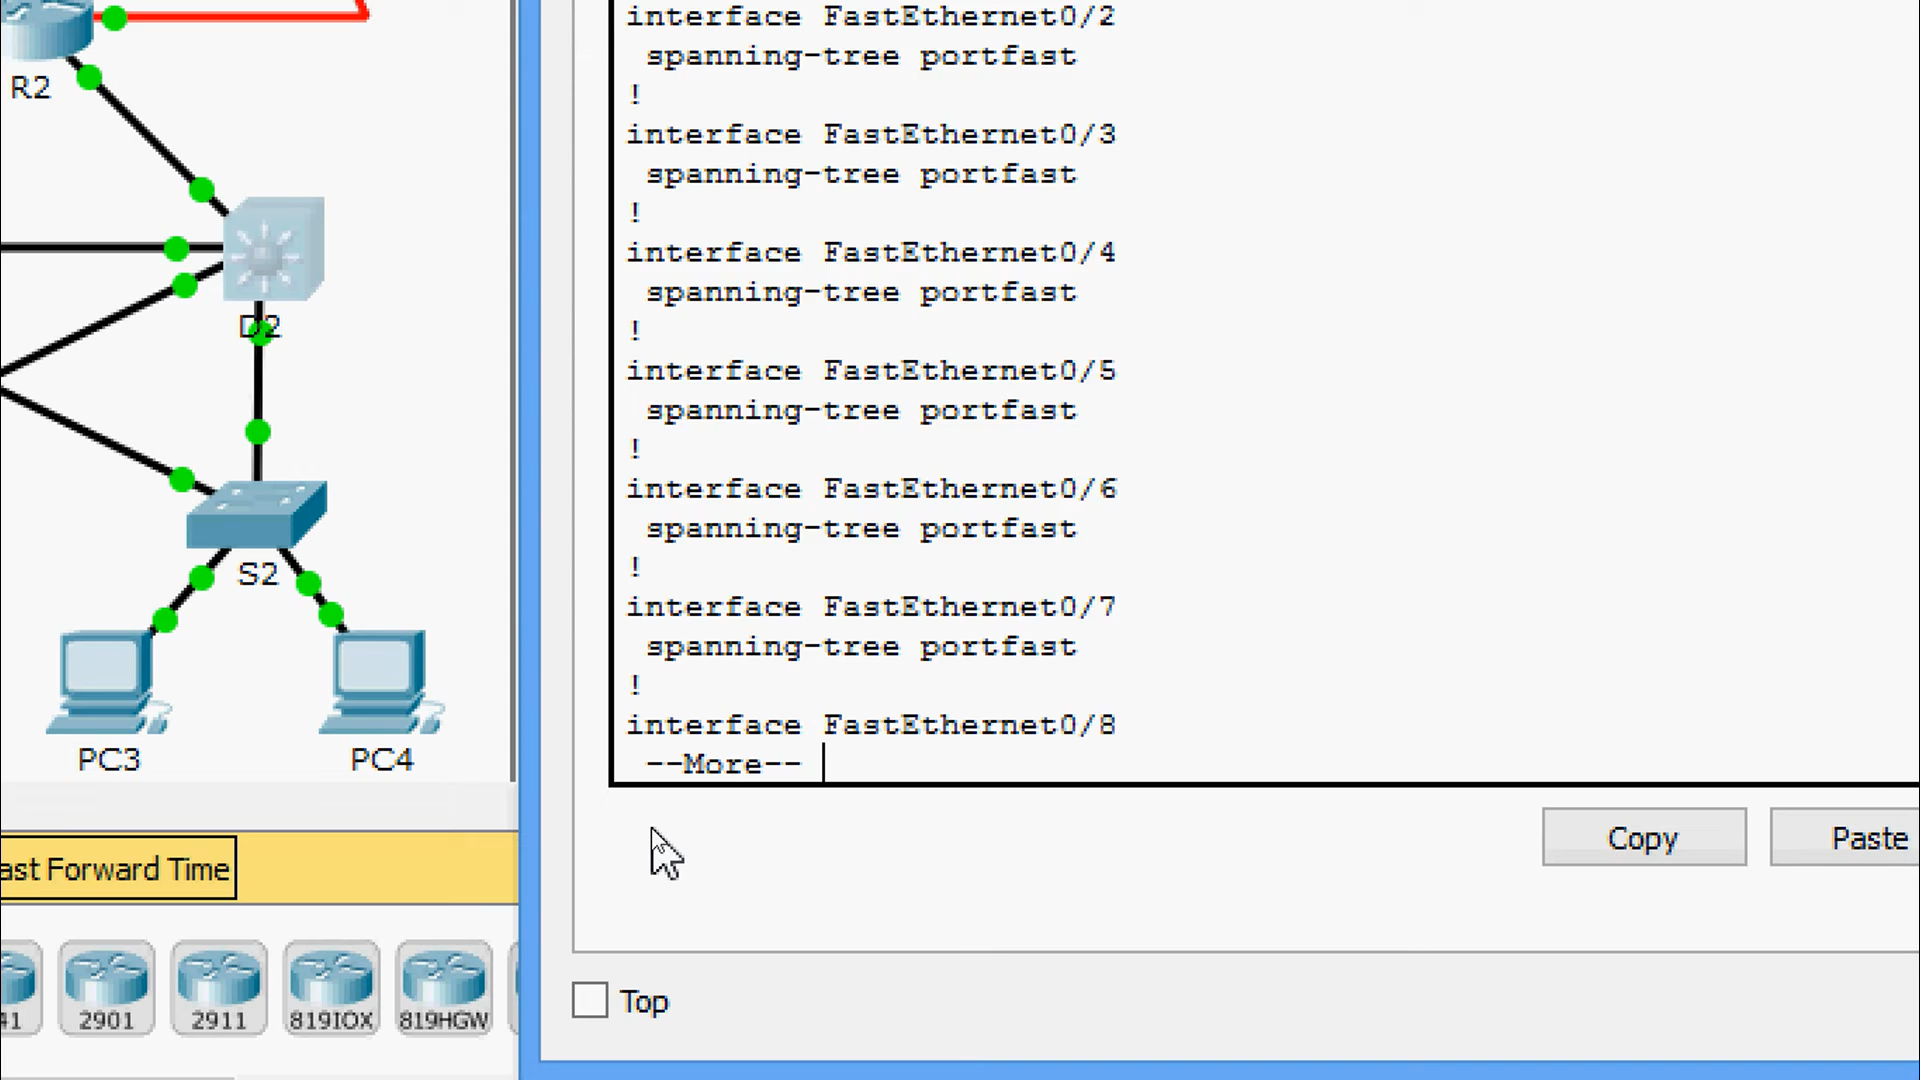 R2
D2
S2
PC3
PC4
ast Forward Time
41
2901
2911
819IOX
819HGW
interface FastEthernet0/2
spanning-tree portfast
!
interface FastEthernet0/3
spanning-tree portfast
!
interface FastEthernet0/4
spanning-tree portfast
!
interface FastEthernet0/5
spanning-tree portfast
!
interface FastEthernet0/6
spanning-tree portfast
!
interface FastEthernet0/7
spanning-tree portfast
!
interface FastEthernet0/8
--More--
Copy
Paste
Top